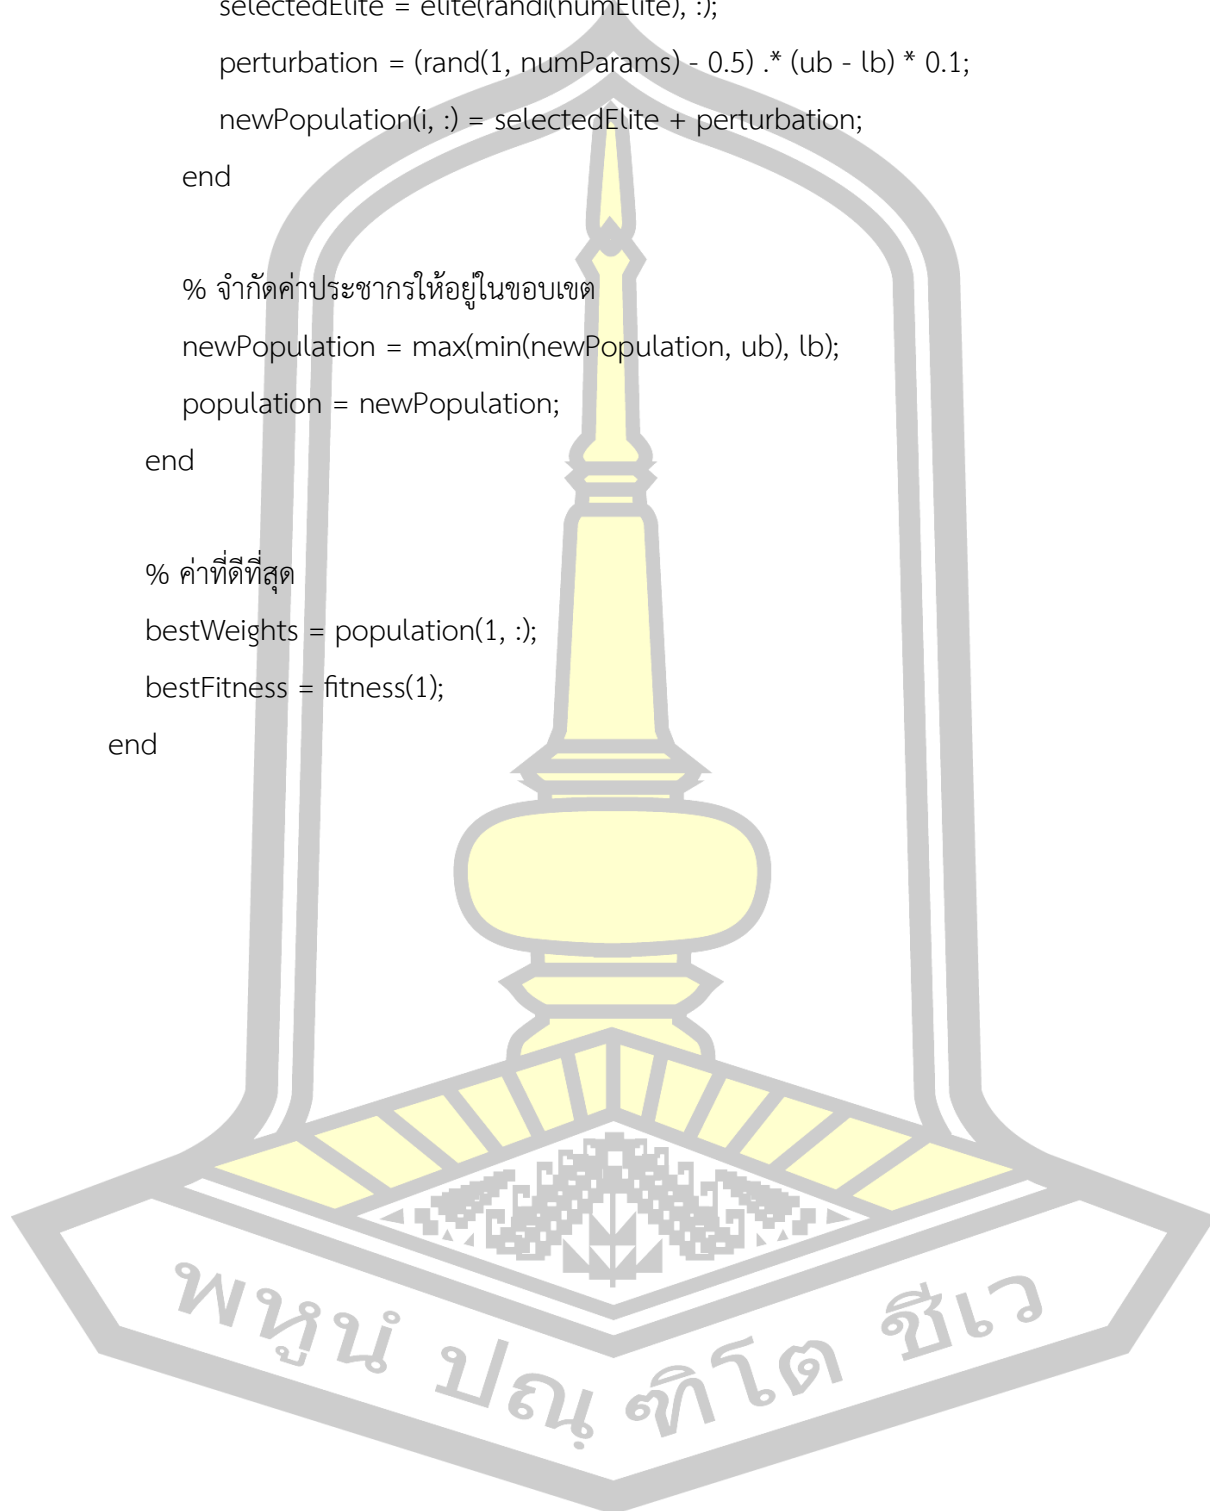 selectedElite = elite(randi(numElite), :);
perturbation = (rand(1, numParams) - 0.5) .* (ub - lb) * 0.1;
newPopulation(i, :) = selectedElite + perturbation;
end
% จำกัดค่าประชากรให้อยู่ในขอบเขต
newPopulation = max(min(newPopulation, ub), lb);
population = newPopulation;
end
% ค่าที่ดีที่สุด
bestWeights = population(1, :);
bestFitness = fitness(1);
end
พหูนํ ปณฺฑิโต ชีเว